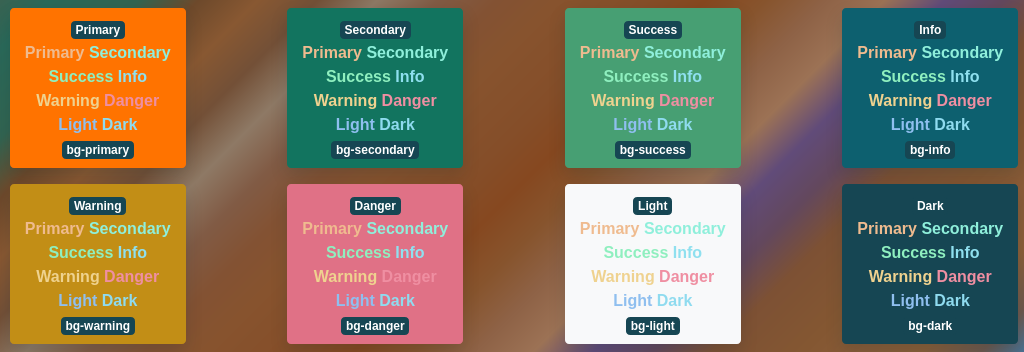 Primary
Primary Secondary
Success Info
Warning Danger
Light Dark
bg-primary
Secondary
Primary Secondary
Success Info
Warning Danger
Light Dark
bg-secondary
Success
Primary Secondary
Success Info
Warning Danger
Light Dark
bg-success
Info
Primary Secondary
Success Info
Warning Danger
Light Dark
bg-info
Warning
Primary Secondary
Success Info
Warning Danger
Light Dark
bg-warning
Danger
Primary Secondary
Success Info
Warning Danger
Light Dark
bg-danger
Light
Primary Secondary
Success Info
Warning Danger
Light Dark
bg-light
Dark
Primary Secondary
Success Info
Warning Danger
Light Dark
bg-dark